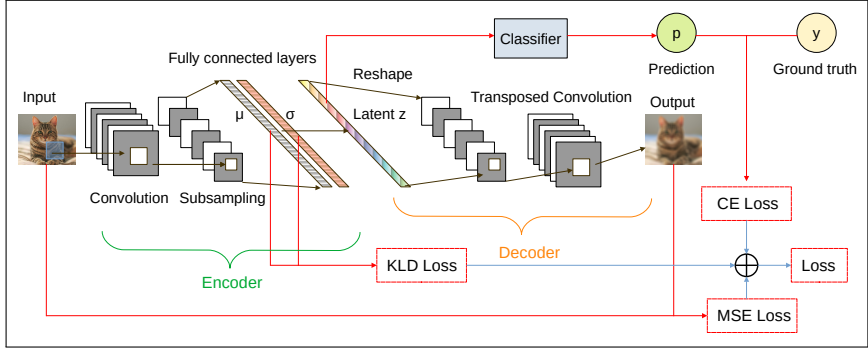 Classifier
p
y
Fully connected layers
Prediction
Ground truth
Reshape
Input
μ
σ
Latent z
Transposed Convolution
Output
Convolution
Subsampling
CE Loss
Encoder
Decoder
KLD Loss
Loss
MSE Loss